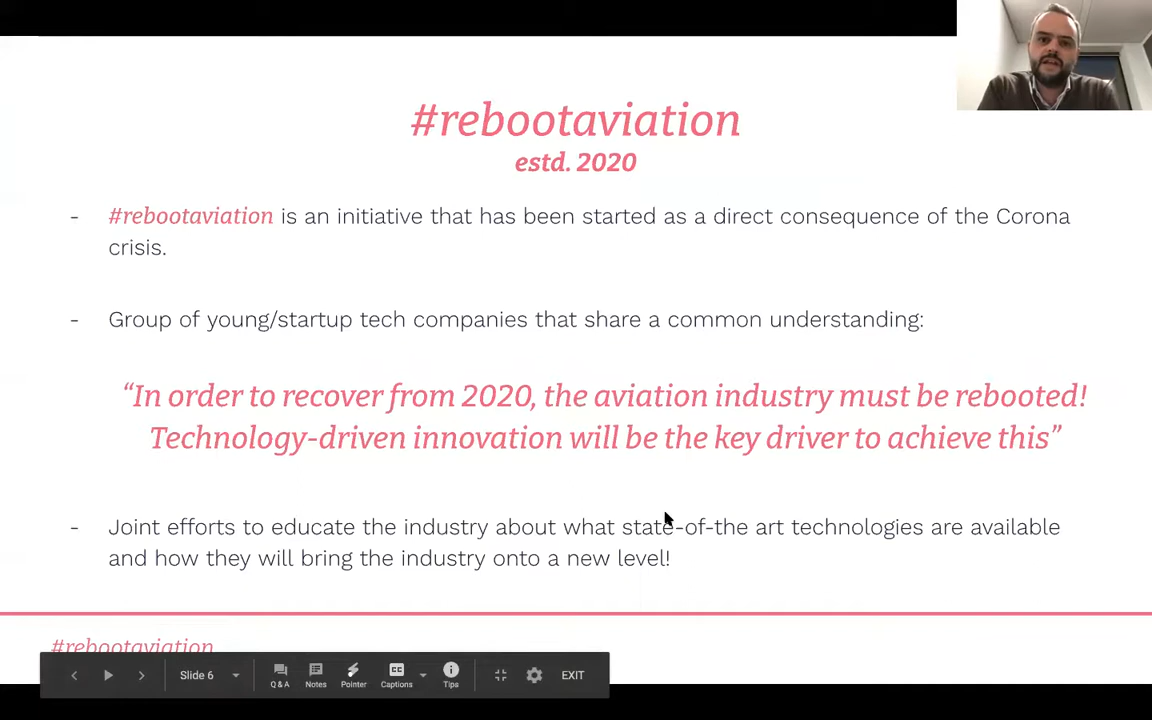 #rebootaviation
estd. 2020
- #rebootaviation is an initiative that has been started as a direct consequence of the Corona
crisis.
- Group of young/startup tech companies that share a common understanding:
“In order to recover from 2020, the aviation industry must be rebooted!
Technology-driven innovation will be the key driver to achieve this”
- Joint efforts to educate the industry about what state-of-the art technologies are available
and how they will bring the industry onto a new level!
#rebootaviation
Slide 6 Q & A Notes Pointer CC Captions Tips EXIT